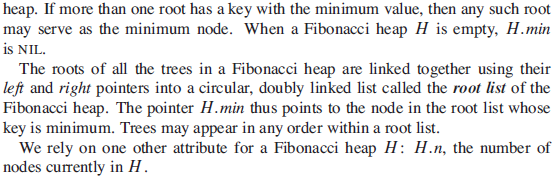 heap. If more than one root has a key with the minimum value, then any such root
may serve as the minimum node. When a Fibonacci heap H is empty, H.min
is NIL.
The roots of all the trees in a Fibonacci heap are linked together using their
left and right pointers into a circular, doubly linked list called the root list of the
Fibonacci heap. The pointer H.min thus points to the node in the root list whose
key is minimum. Trees may appear in any order within a root list.
We rely on one other attribute for a Fibonacci heap H: H.n, the number of
nodes currently in H.